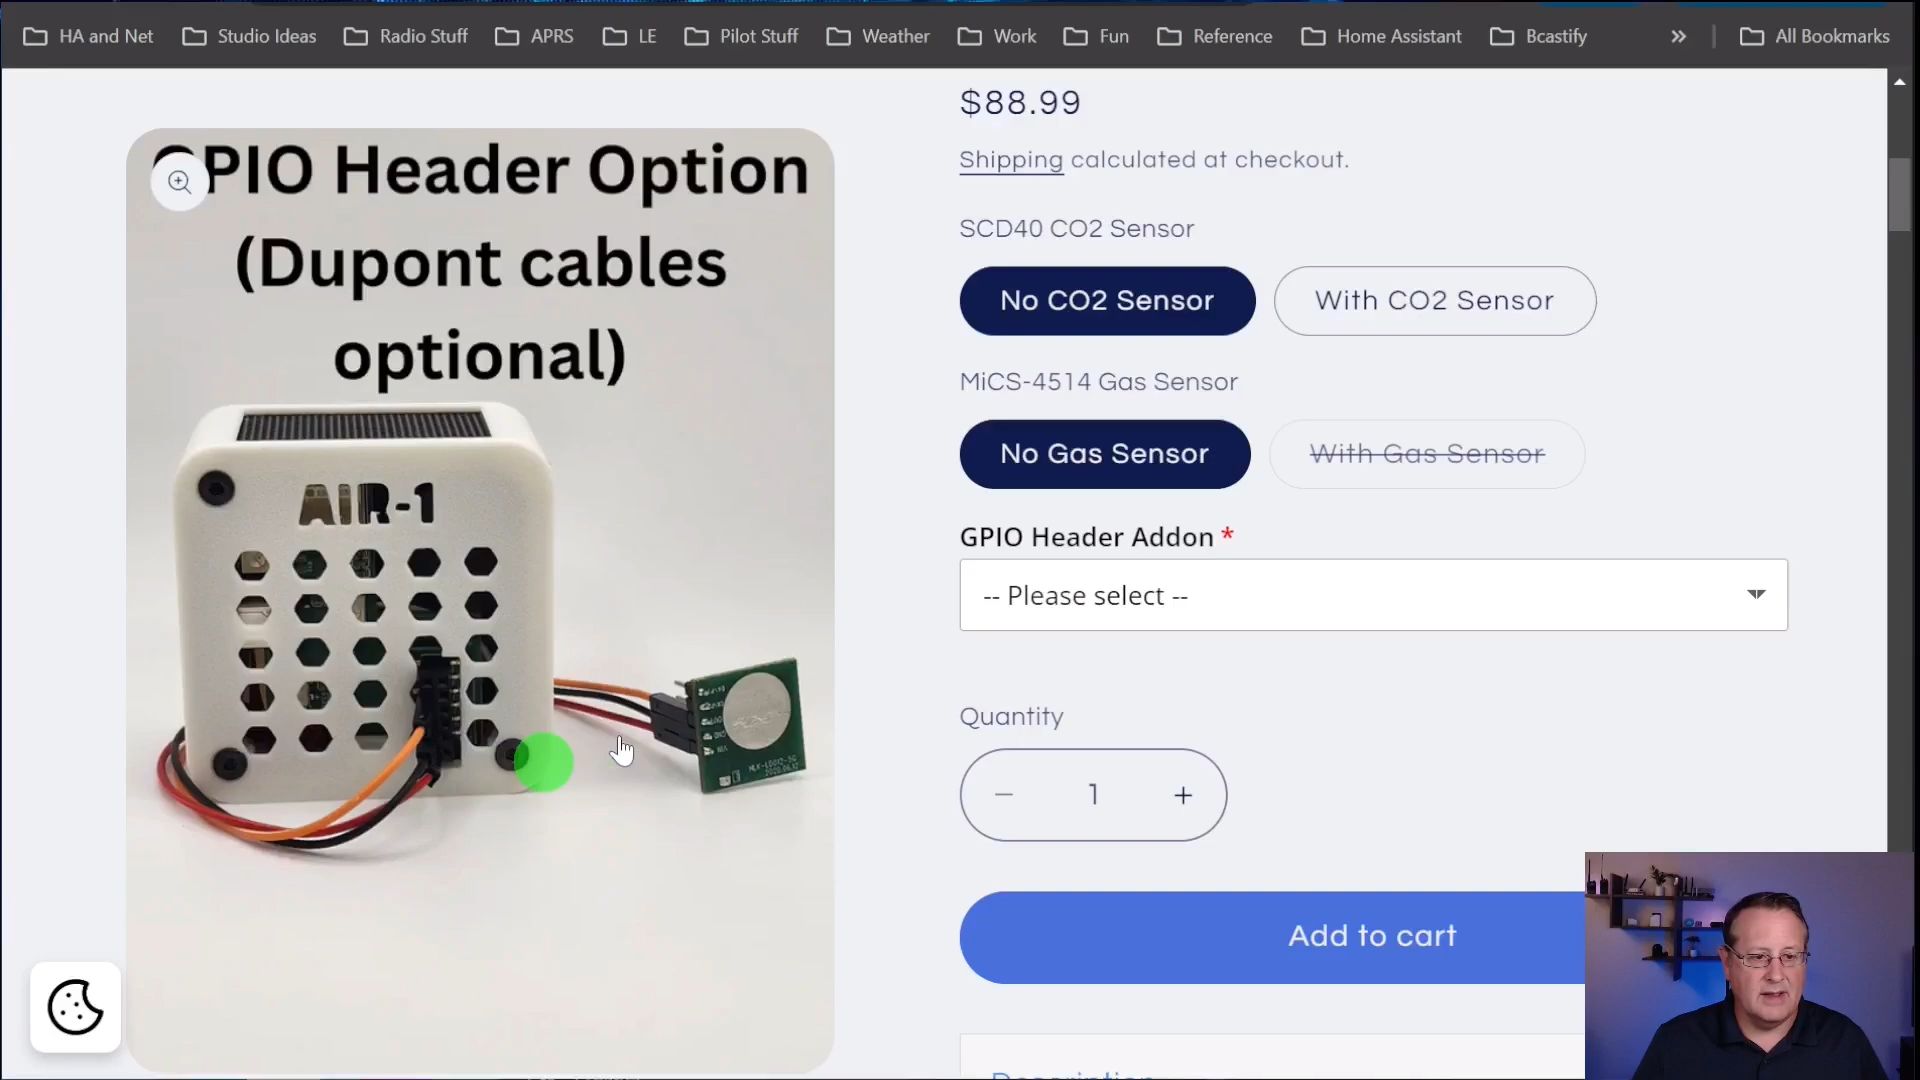 HA and Net
Studio Ideas
Radio Stuff
APRS
LE
Pilot Stuff
Weather
Work
Fun
Reference
Home Assistant
Bcastify
All Bookmarks
GPIO Header Option
(Dupont cables
optional)
AIR-1
$88.99
Shipping calculated at checkout.
SCD40 CO2 Sensor
No CO2 Sensor
With CO2 Sensor
MiCS-4514 Gas Sensor
No Gas Sensor
With Gas Sensor
GPIO Header Addon *
-- Please select --
Quantity
1
Add to cart
Description